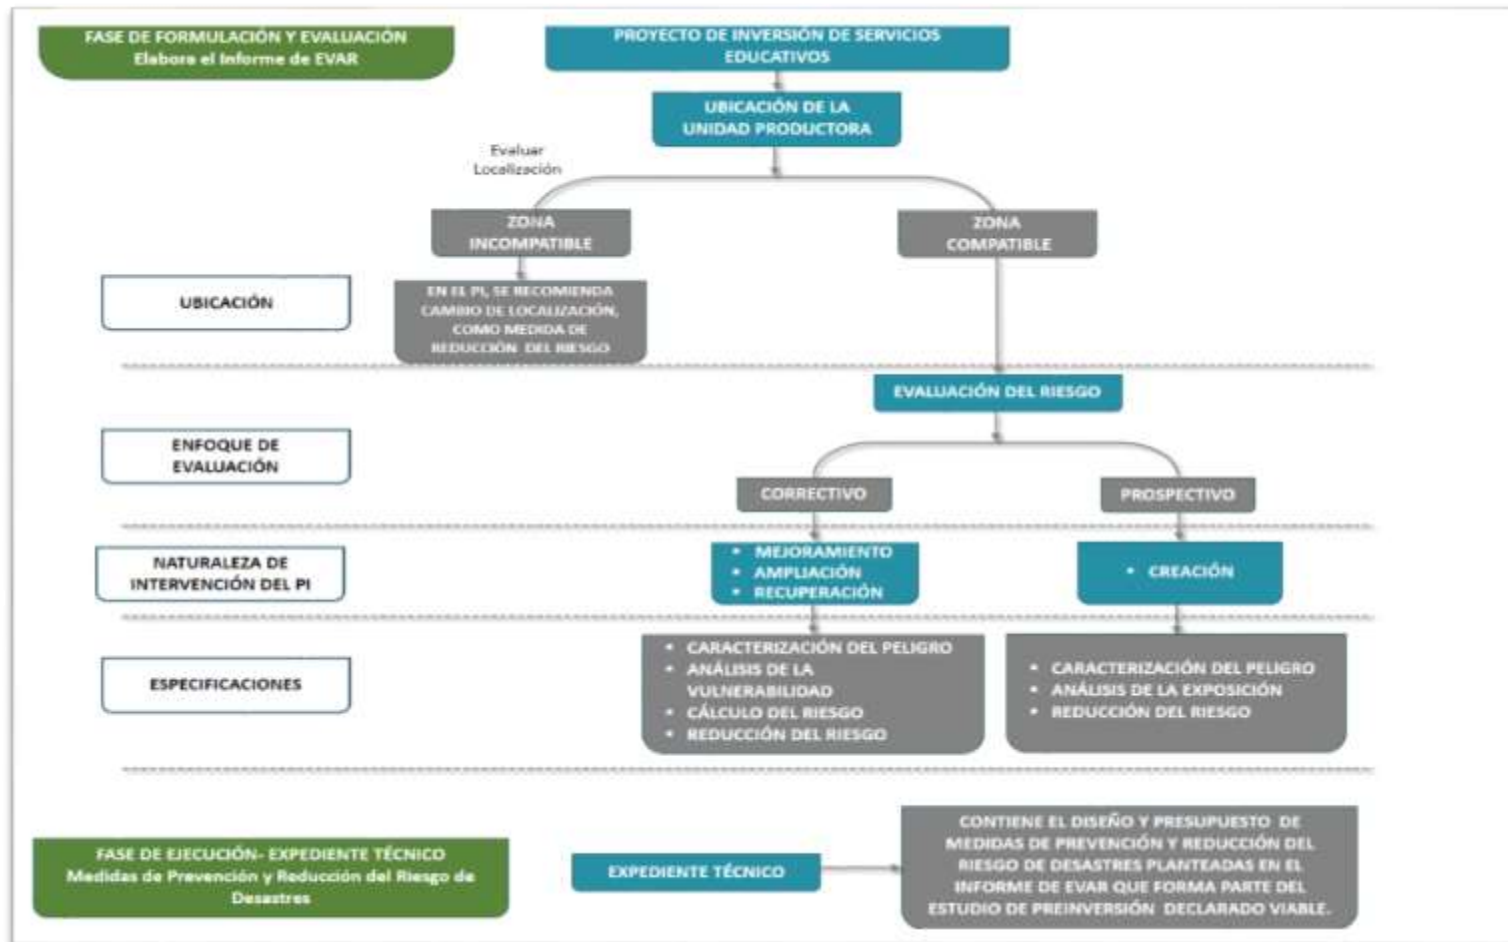 FASE DE FORMULACIÓN Y EVALUACIÓN
Elabora el Informe de EVAR
PROYECTO DE INVERSIÓN DE SERVICIOS
EDUCATIVOS
UBICACIÓN DE LA
UNIDAD PRODUCTORA
Evaluar
Localización
ZONA
INCOMPATIBLE
ZONA
COMPATIBLE
UBICACIÓN
EN EL PI, SE RECOMIENDA
CAMBIO DE LOCALIZACIÓN,
COMO MEDIDA DE
REDUCCIÓN DEL RIESGO
EVALUACIÓN DEL RIESGO
ENFOQUE DE
EVALUACIÓN
CORRECTIVO
PROSPECTIVO
NATURALEZA DE
INTERVENCIÓN DEL PI
• MEJORAMIENTO
• AMPLIACIÓN
• RECUPERACIÓN
• CREACIÓN
ESPECIFICACIONES
• CARACTERIZACIÓN DEL PELIGRO
• ANÁLISIS DE LA
VULNERABILIDAD
• CÁLCULO DEL RIESGO
• REDUCCIÓN DEL RIESGO
• CARACTERIZACIÓN DEL PELIGRO
• ANÁLISIS DE LA EXPOSICIÓN
• REDUCCIÓN DEL RIESGO
FASE DE EJECUCIÓN- EXPEDIENTE TÉCNICO
Medidas de Prevención y Reducción del Riesgo de
Desastres
EXPEDIENTE TÉCNICO
CONTIENE EL DISEÑO Y PRESUPUESTO DE
MEDIDAS DE PREVENCIÓN Y REDUCCIÓN DEL
RIESGO DE DESASTRES PLANTEADAS EN EL
INFORME DE EVAR QUE FORMA PARTE DEL
ESTUDIO DE PREINVERSIÓN DECLARADO VIABLE.